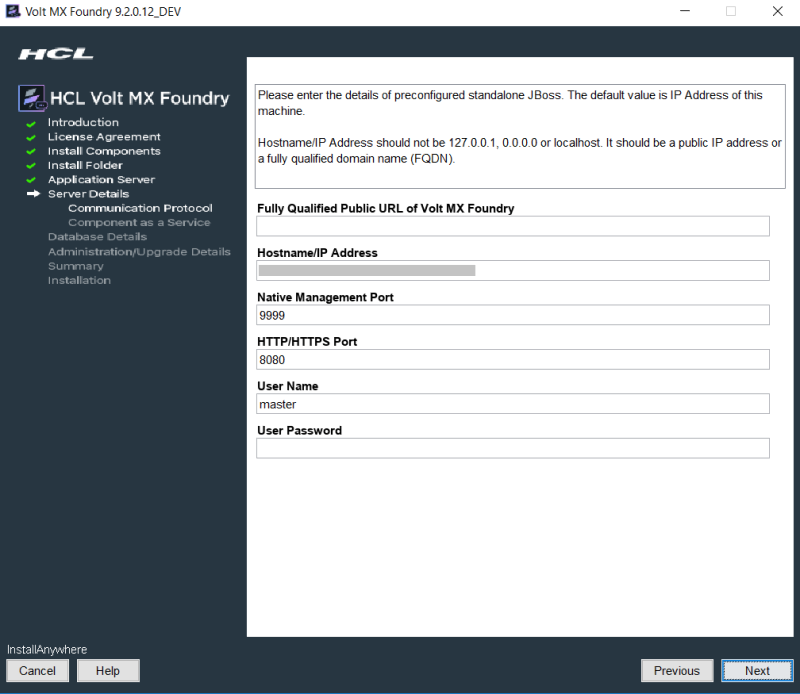 Volt MX Foundry 9.2.0.12_DEV
HCL
HCL Volt MX Foundry
Introduction
License Agreement
Install Components
Install Folder
Application Server
Server Details
Communication Protocol
Component as a Service
Database Details
Administration/Upgrade Details
Summary
Installation
Please enter the details of preconfigured standalone JBoss. The default value is IP Address of this
machine.
Hostname/IP Address should not be 127.0.0.1, 0.0.0.0 or localhost. It should be a public IP address or
a fully qualified domain name (FQDN).
Fully Qualified Public URL of Volt MX Foundry
Hostname/IP Address
Native Management Port
9999
HTTP/HTTPS Port
8080
User Name
master
User Password
InstallAnywhere
Cancel
Help
Previous
Next